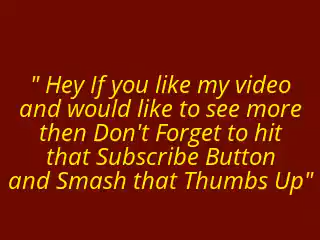 " Hey If you like my video
and would like to see more
then Don't Forget to hit
that Subscribe Button
and Smash that Thumbs Up"